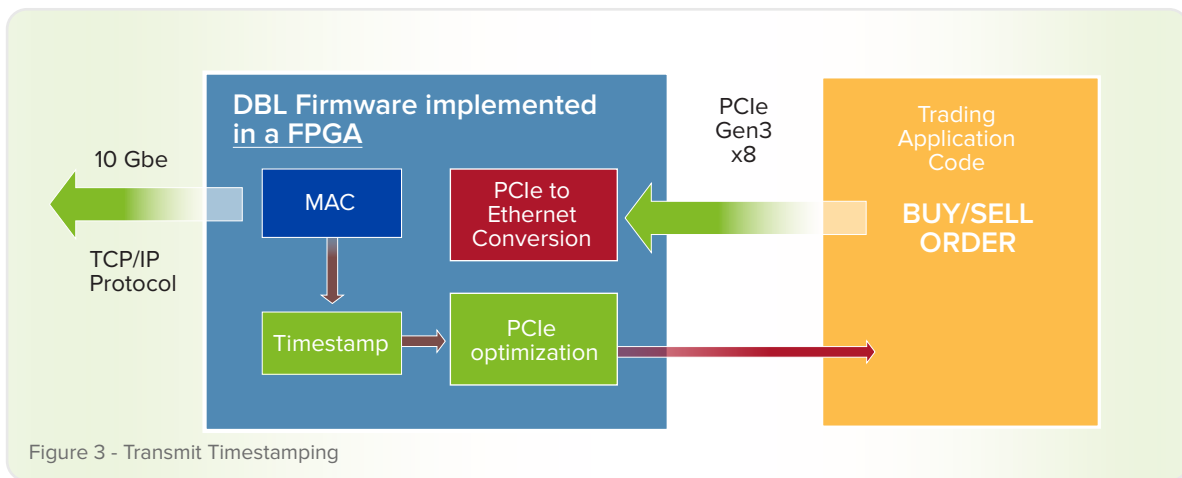 DBL Firmware implemented
in a FPGA
10 Gbe
TCP/IP
Protocol
MAC
PCIe to
Ethernet
Conversion
Timestamp
PCIe
optimization
PCIe
Gen3
x8
Trading
Application
Code
BUY/SELL
ORDER
Figure 3 - Transmit Timestamping